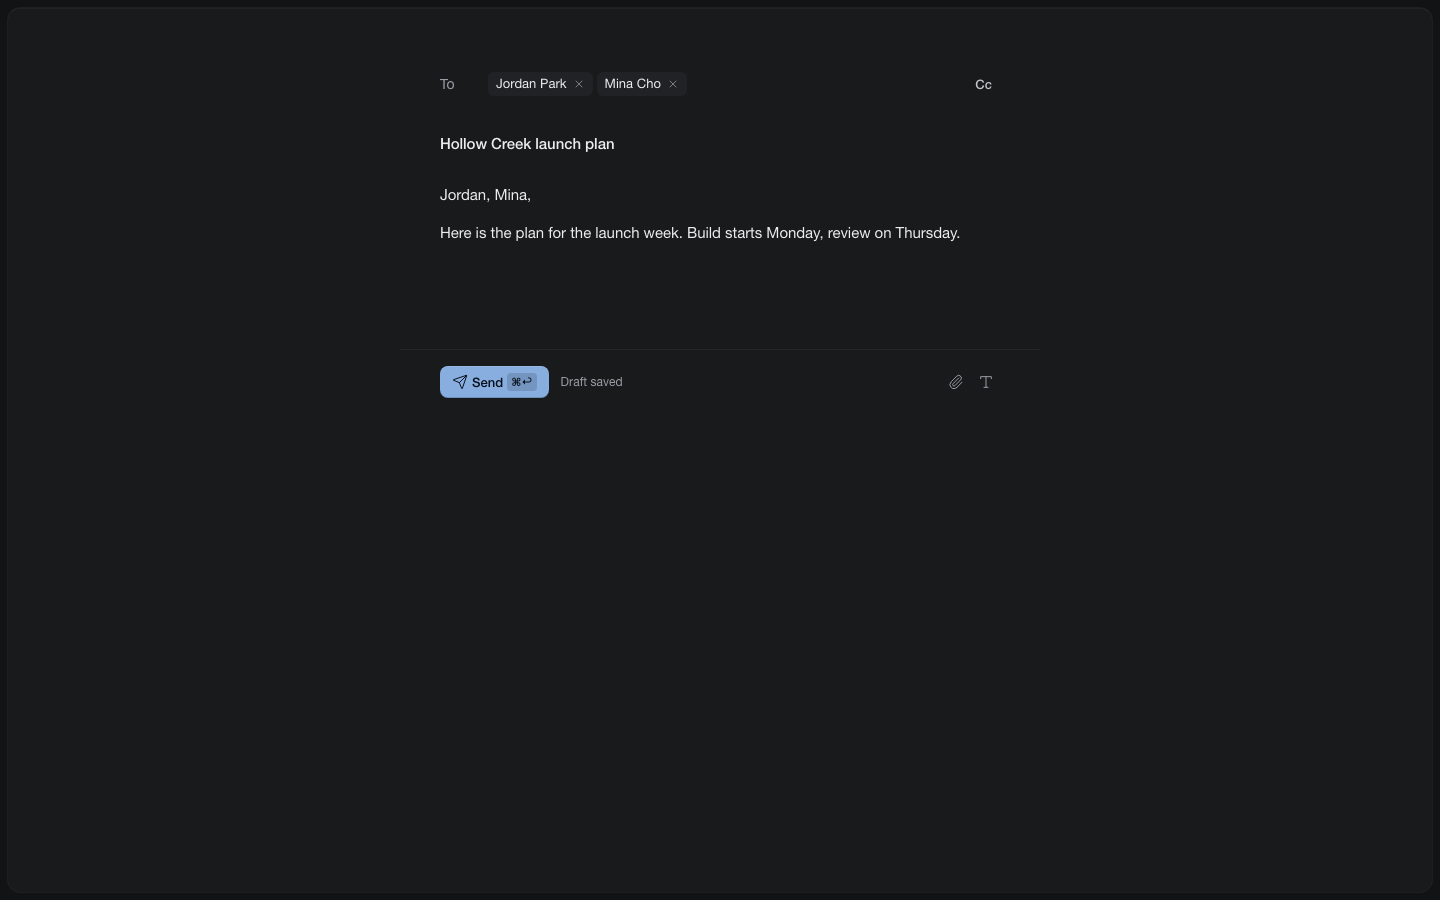 To Jordan Park Mina Cho Cc
Hollow Creek launch plan
Jordan, Mina,
Here is the plan for the launch week. Build starts Monday, review on Thursday.
Send ⌘↩ Draft saved